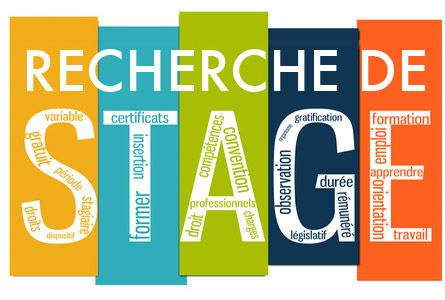 RECHERCHE DE
STAGE
variable
gratuit
période
stagiaire
droits
dispositif
certificats
insertion
former
compétences
convention
professionnels
droit
charges
gratification
organisme
observation
durée
rémunéré
législatif
formation
emploi
juridique
apprendre
orientation
travail